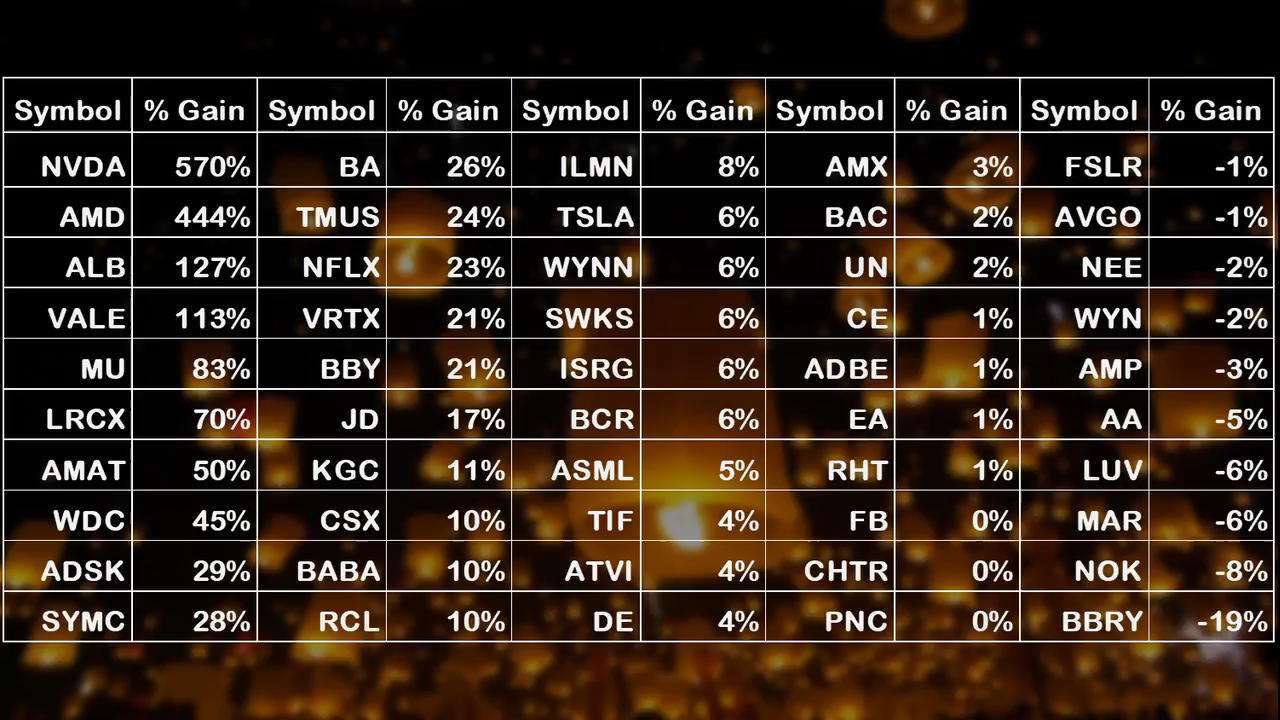 Symbol % Gain Symbol % Gain Symbol % Gain Symbol % Gain Symbol % Gain
NVDA 570% BA 26% ILMN 8% AMX 3% FSLR -1%
AMD 444% TMUS 24% TSLA 6% BAC 2% AVGO -1%
ALB 127% NFLX 23% WYNN 6% UN 2% NEE -2%
VALE 113% VRTX 21% SWKS 6% CE 1% WYN -2%
MU 83% BBY 21% ISRG 6% ADBE 1% AMP -3%
LRCX 70% JD 17% BCR 6% EA 1% AA -5%
AMAT 50% KGC 11% ASML 5% RHT 1% LUV -6%
WDC 45% CSX 10% TIF 4% FB 0% MAR -6%
ADSK 29% BABA 10% ATVI 4% CHTR 0% NOK -8%
SYMC 28% RCL 10% DE 4% PNC 0% BBRY -19%